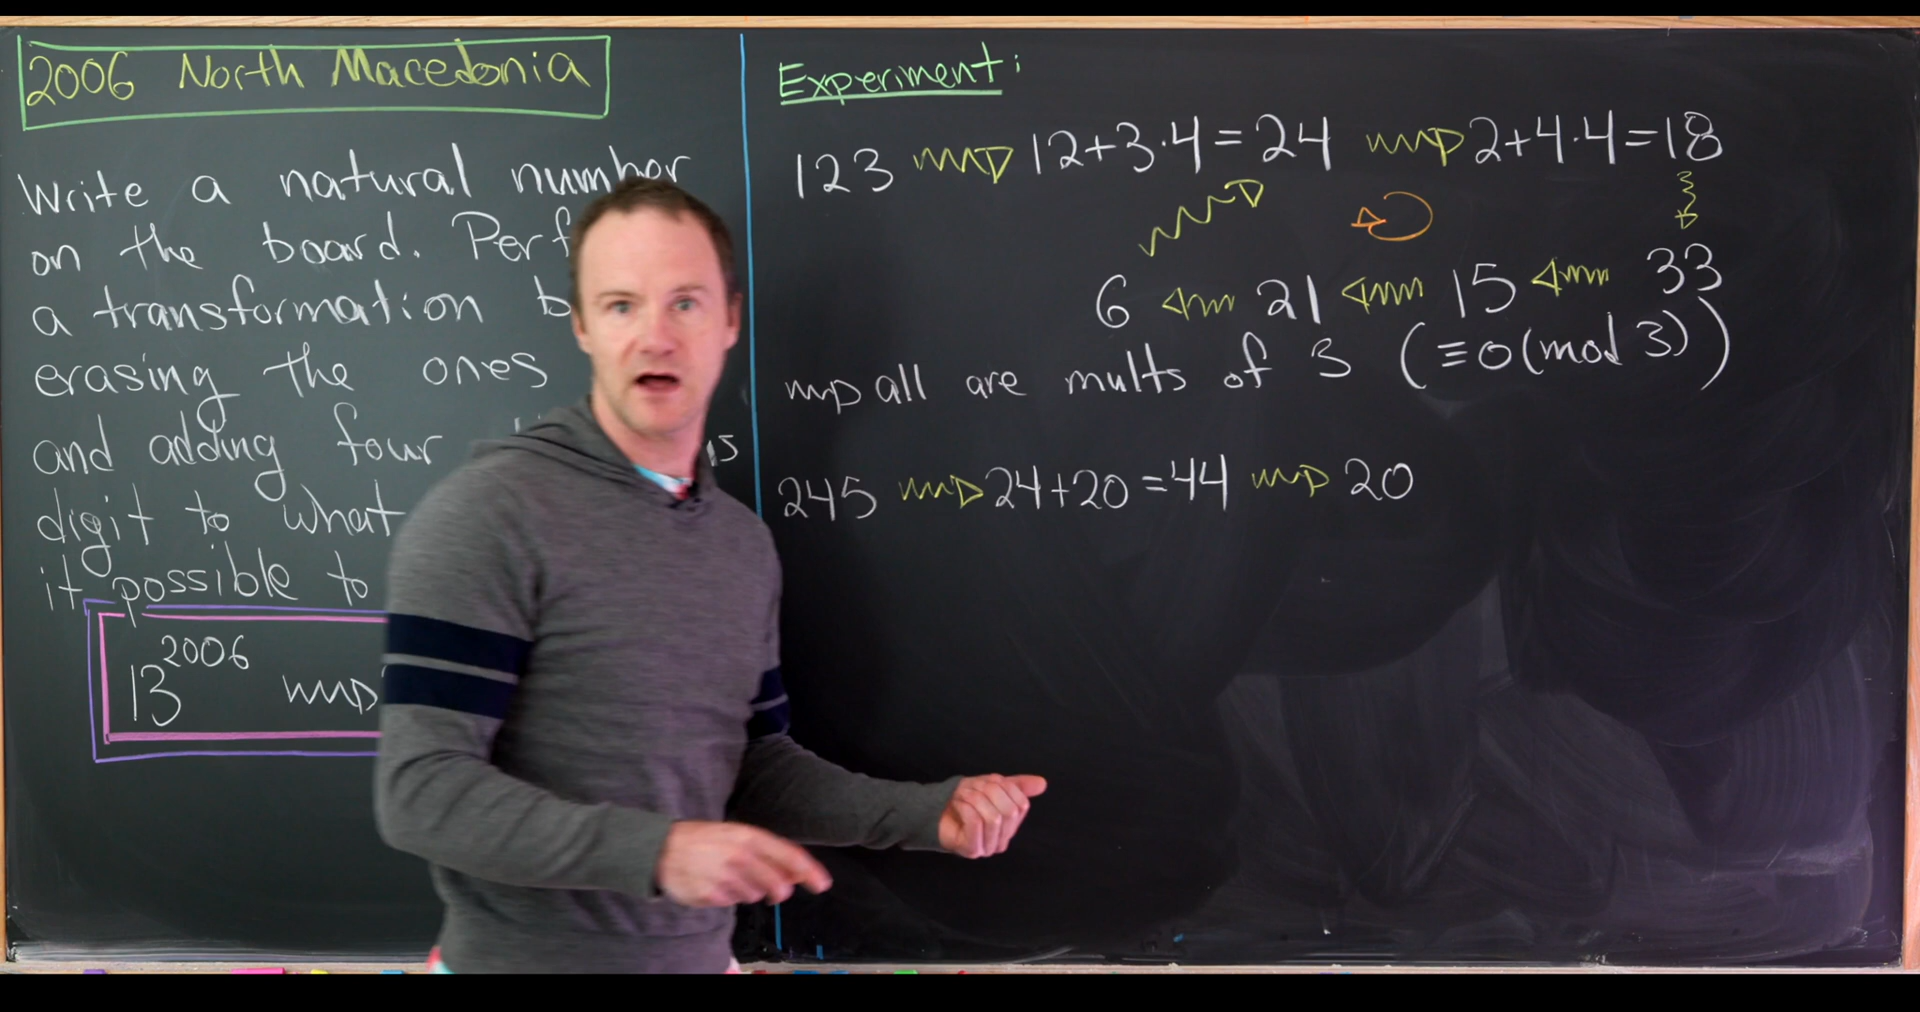 2006 North Macedonia
Write a natural number
on the board.
a transformation
erasing the ones
and adding four
digit to what
it possible to
13^2006
Experiment:
123 ⇝ 12+3·4=24 ⇝ 2+4·4=18
6 ⇜ 21 ⇜ 15 ⇜ 33
⇝ all are mults of 3 (≡0(mod 3))
245 ⇝ 24+20=44 ⇝ 20